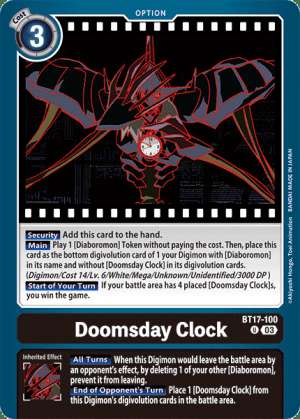 Cost
OPTION
3
Security Add this card to the hand.
Main Play 1 [Diaboromon] Token without paying the cost. Then, place
this card as the bottom digivolution card of 1 your Digimon with [Diaboromon]
in its name and without [Doomsday Clock] in its digivolution cards.
(Digimon/Cost 14/Lv. 6/White/Mega/Unknown/Unidentified/3000 DP)
Start of Your Turn If your battle area has 4 placed [Doomsday Clock]s,
you win the game.
©Akiyoshi Hongo, Toei Animation BANDAI MADE IN JAPAN
BT17-100
Doomsday Clock
U 03
Inherited Effect
All Turns When this Digimon would leave the battle area by
an opponent's effect, by deleting 1 of your other [Diaboromon],
prevent it from leaving.
End of Opponent's Turn Place 1 [Doomsday Clock] from
this Digimon's digivolution cards in the battle area.